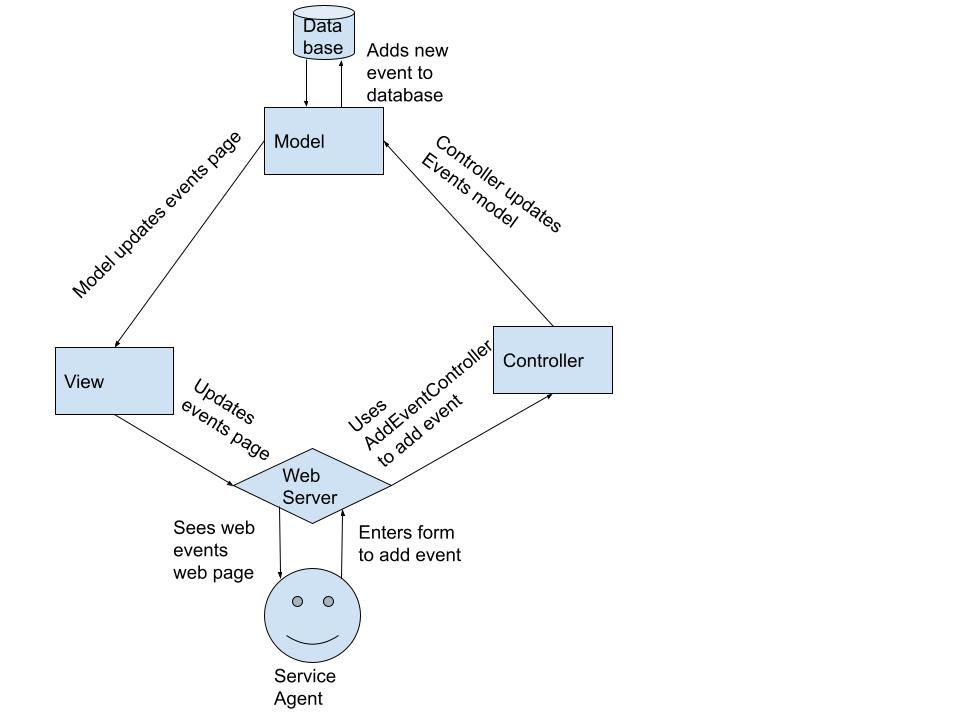 Data
base
Adds new
event to
database
Model
Model updates events page
Controller updates
Events model
View
Controller
Updates
events page
Uses
AddEventController
to add event
Web
Server
Sees web
events
web page
Enters form
to add event
Service
Agent